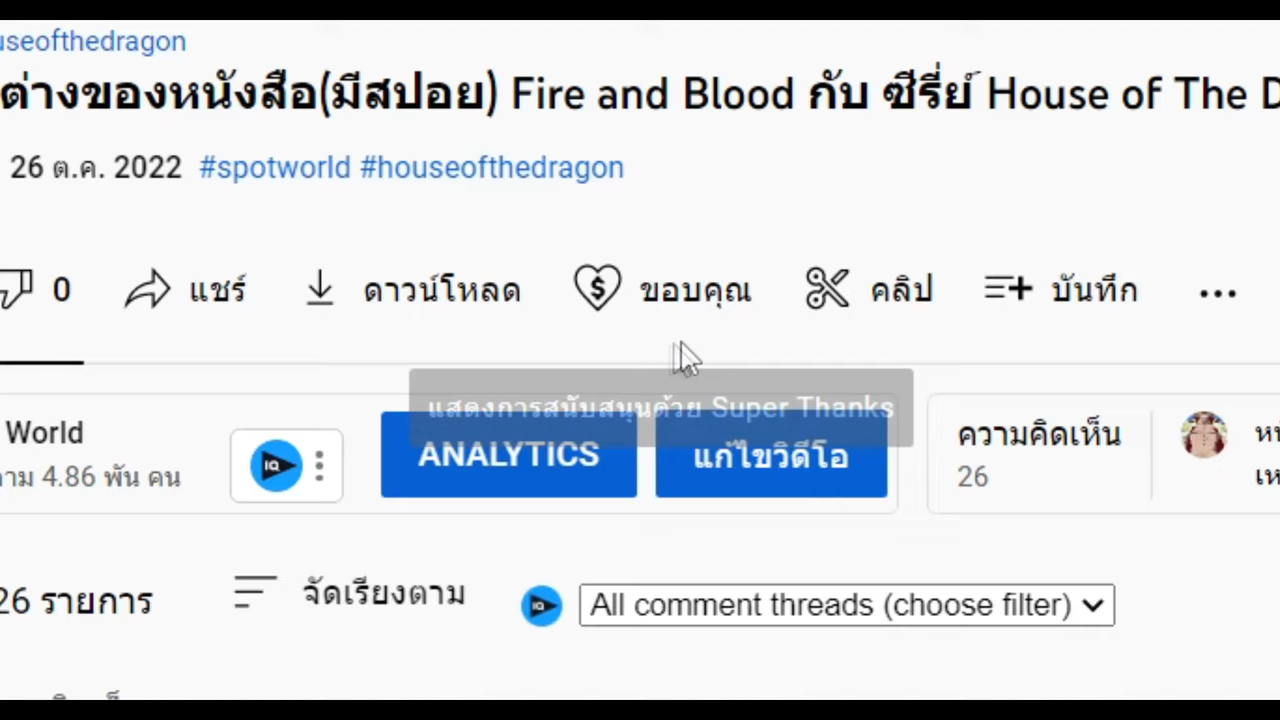 useofthedragon
ต่างของหนังสือ(มีสปอย) Fire and Blood กับ ซีรี่ย์ House of The D
26 ต.ค. 2022 #spotworld #houseofthedragon
0 แชร์ ดาวน์โหลด ขอบคุณ คลิป บันทึก ...
แสดงการสนับสนุนด้วย Super Thanks
World
4.86 พัน คน
IQ
ANALYTICS
แก้ไขวิดีโอ
ความคิดเห็น
26
26 รายการ
จัดเรียงตาม
IQ
All comment threads (choose filter)